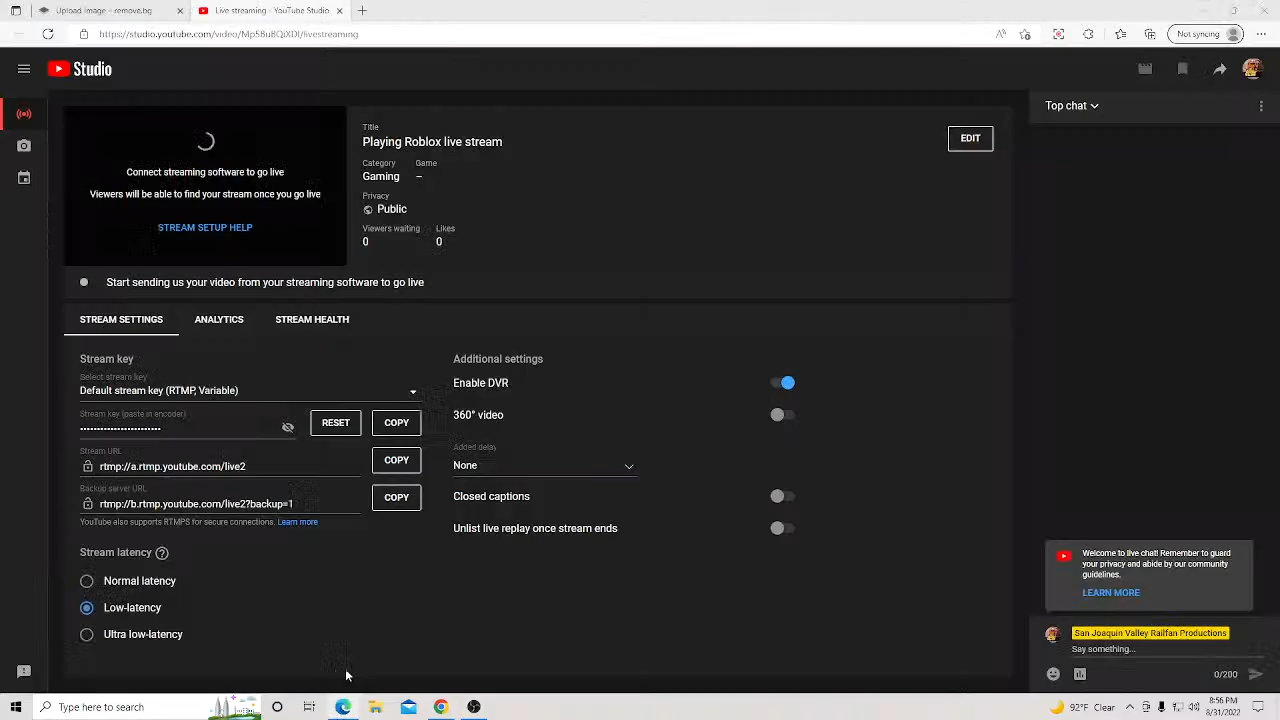 Upload Image - remove.bg
Live streaming - YouTube Studio
Not syncing
Studio
Connect streaming software to go live
Viewers will be able to find your stream once you go live
STREAM SETUP HELP
Title
Playing Roblox live stream
Category
Game
Gaming
–
Privacy
Public
Viewers waiting
Likes
0
0
EDIT
Start sending us your video from your streaming software to go live
STREAM SETTINGS
ANALYTICS
STREAM HEALTH
Stream key
Select stream key
Default stream key (RTMP, Variable)
Stream key (paste in encoder)
RESET
COPY
Stream URL
rtmp://a.rtmp.youtube.com/live2
COPY
Backup server URL
rtmp://b.rtmp.youtube.com/live2?backup=1
COPY
YouTube also supports RTMPS for secure connections. Learn more
Stream latency
Normal latency
Low-latency
Ultra low-latency
Additional settings
Enable DVR
360° video
Added delay
None
Closed captions
Unlist live replay once stream ends
Top chat
Welcome to live chat! Remember to guard
your privacy and abide by our community
guidelines.
LEARN MORE
San Joaquin Valley Railfan Productions
Say something...
0/200
Type here to search
92°F Clear
8:56 PM
8/31/2022